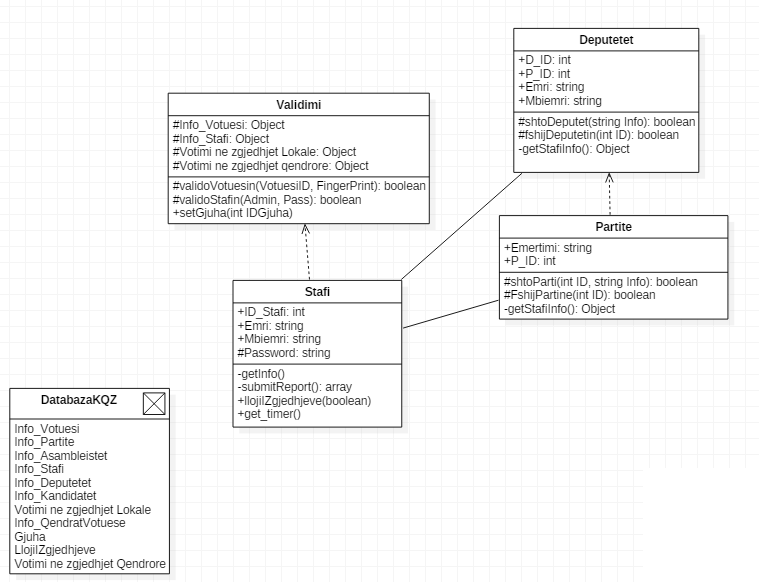 Deputetet
+D_ID: int
+P_ID: int
+Emri: string
+Mbiemri: string
#shtoDeputet(string Info): boolean
#fshijDeputetin(int ID): boolean
-getStafiInfo(): Object
Validimi
#Info_Votuesi: Object
#Info_Stafi: Object
#Votimi ne zgjedhjet Lokale: Object
#Votimi ne zgjedhjet qendrore: Object
#validoVotuesin(VotuesiID, FingerPrint): boolean
#validoStafin(Admin, Pass): boolean
+setGjuha(int IDGjuha)
Partite
+Emertimi: string
+P_ID: int
#shtoParti(int ID, string Info): boolean
#FshijPartine(int ID): boolean
-getStafiInfo(): Object
Stafi
+ID_Stafi: int
+Emri: string
+Mbiemri: string
#Password: string
-getInfo()
-submitReport(): array
+llojiIZgjedhjeve(boolean)
+get_timer()
DatabazaKQZ
Info_Votuesi
Info_Partite
Info_Asambleistet
Info_Stafi
Info_Deputetet
Info_Kandidatet
Votimi ne zgjedhjet Lokale
Info_QendratVotuese
Gjuha
LlojiIZgjedhjeve
Votimi ne zgjedhjet Qendrore